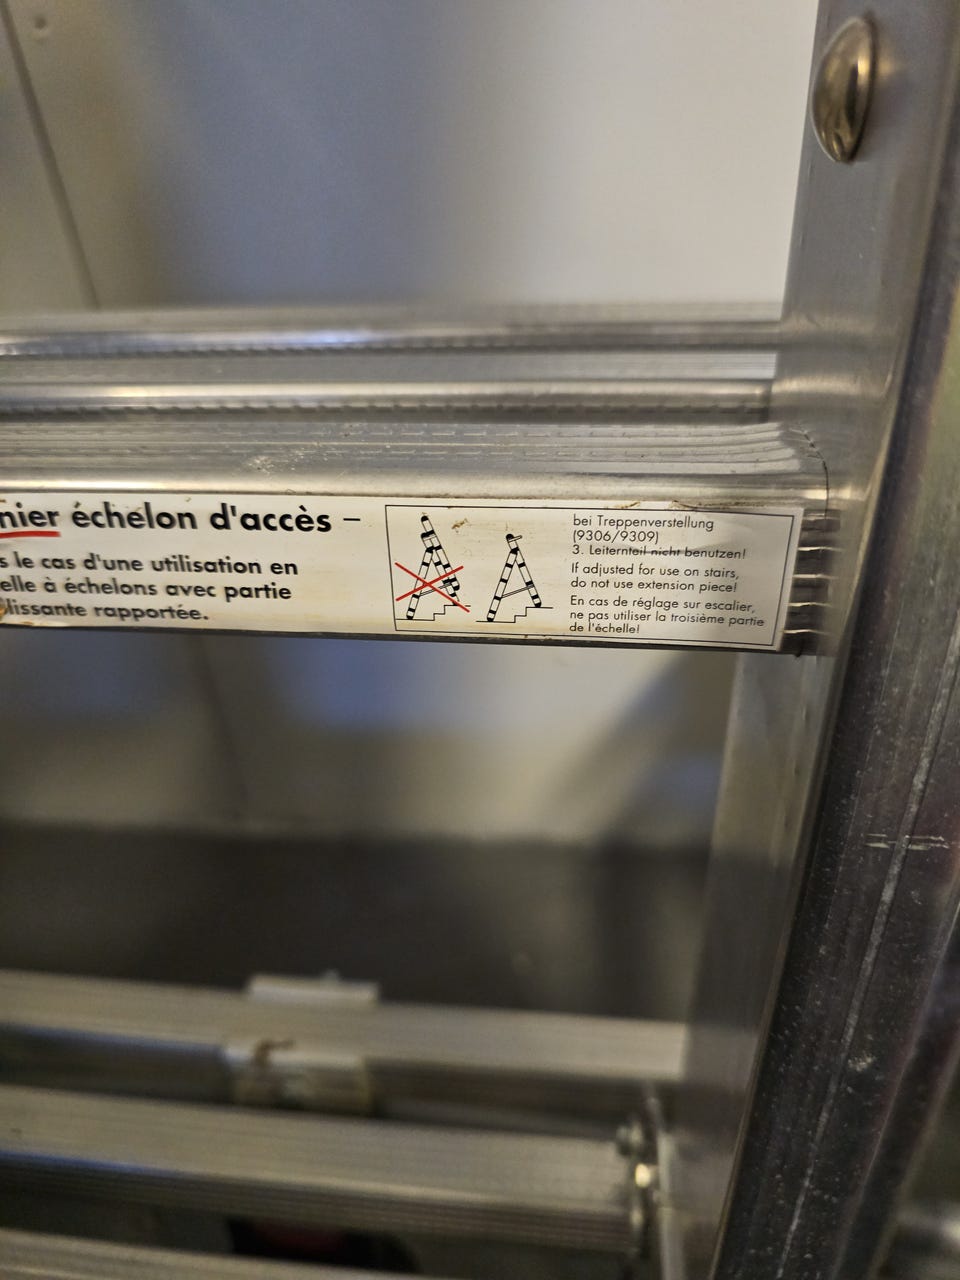 nier échelon d'accès –
s le cas d'une utilisation en
elle à échelons avec partie
lissante rapportée.
bei Treppenverstellung
(9306/9309)
3. Leiternteil nicht benutzen!
If adjusted for use on stairs,
do not use extension piece!
En cas de réglage sur escalier,
ne pas utiliser la troisième partie
de l'échelle!